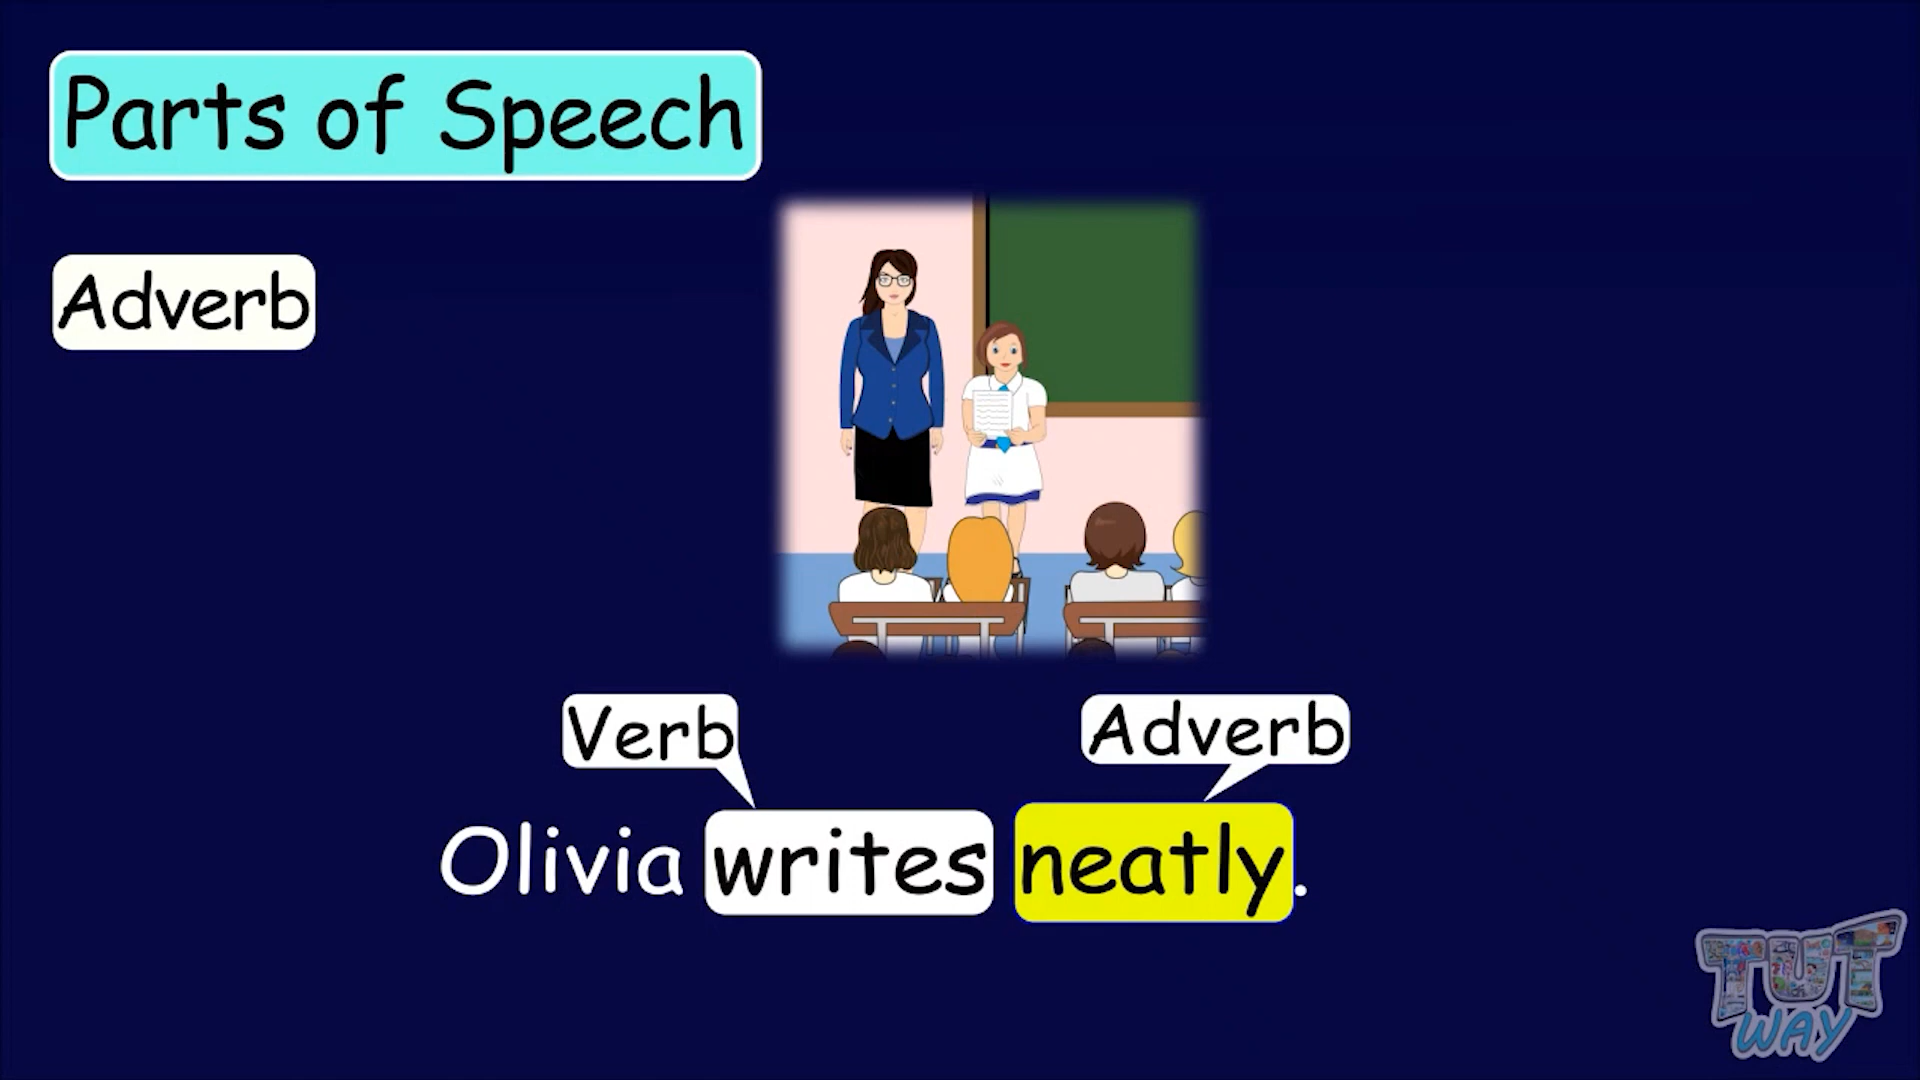 Parts of Speech
Adverb
Verb
Adverb
Olivia writes neatly.
TUT
WAY